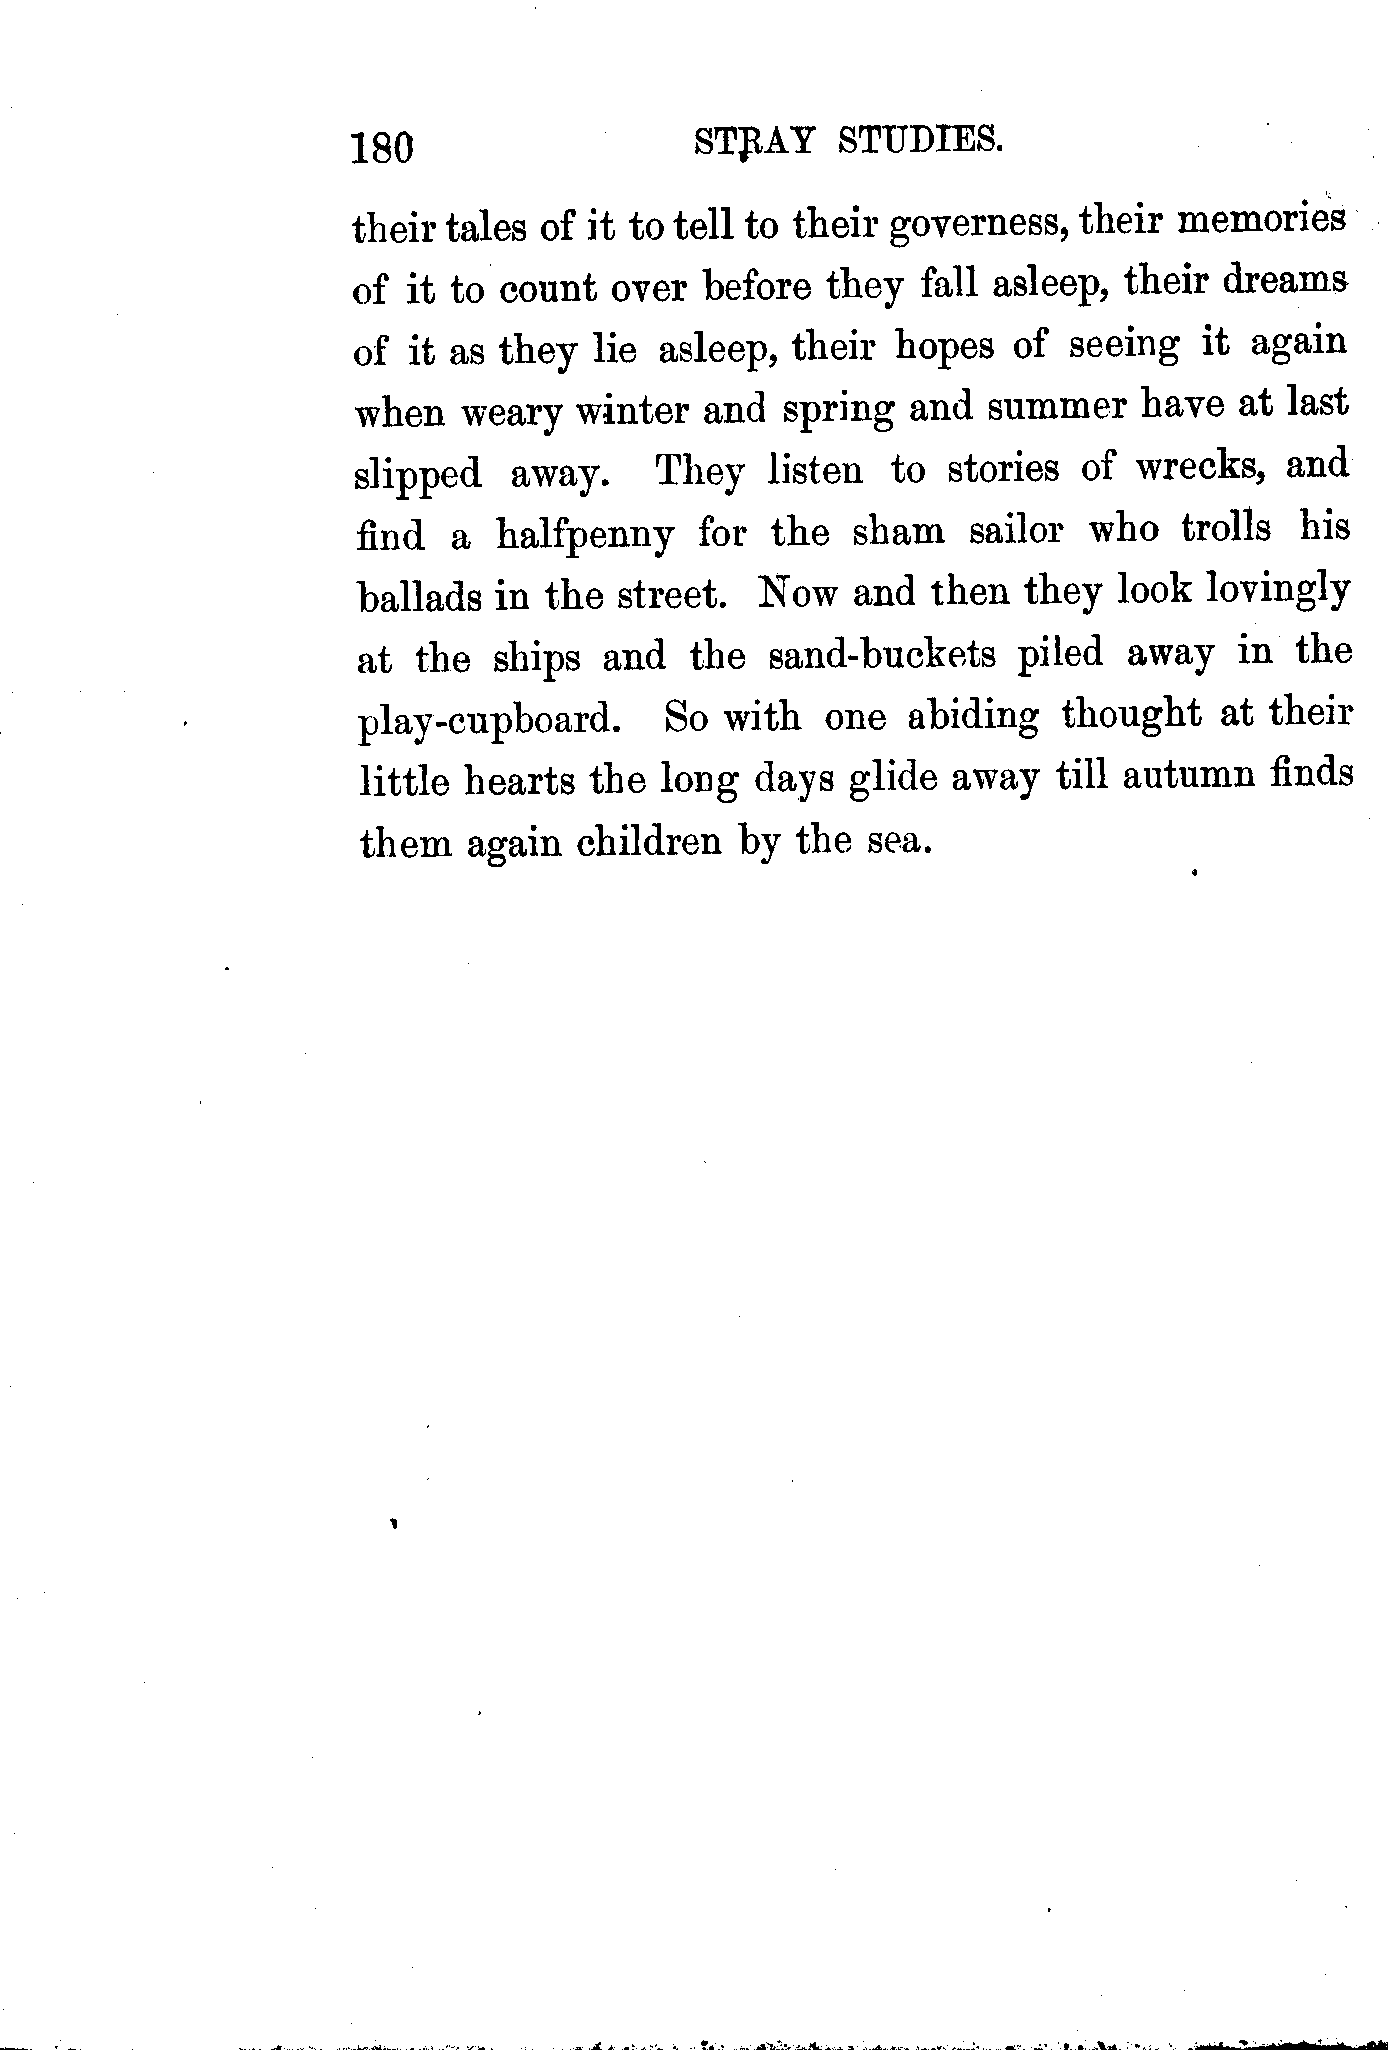 180 STRAY STUDIES.
their tales of it to tell to their governess, their memories
of it to count over before they fall asleep, their dreams
of it as they lie asleep, their hopes of seeing it again
when weary winter and spring and summer have at last
slipped away. They listen to stories of wrecks, and
find a halfpenny for the sham sailor who trolls his
ballads in the street. Now and then they look lovingly
at the ships and the sand-buckets piled away in the
play-cupboard. So with one abiding thought at their
little hearts the long days glide away till autumn finds
them again children by the sea.